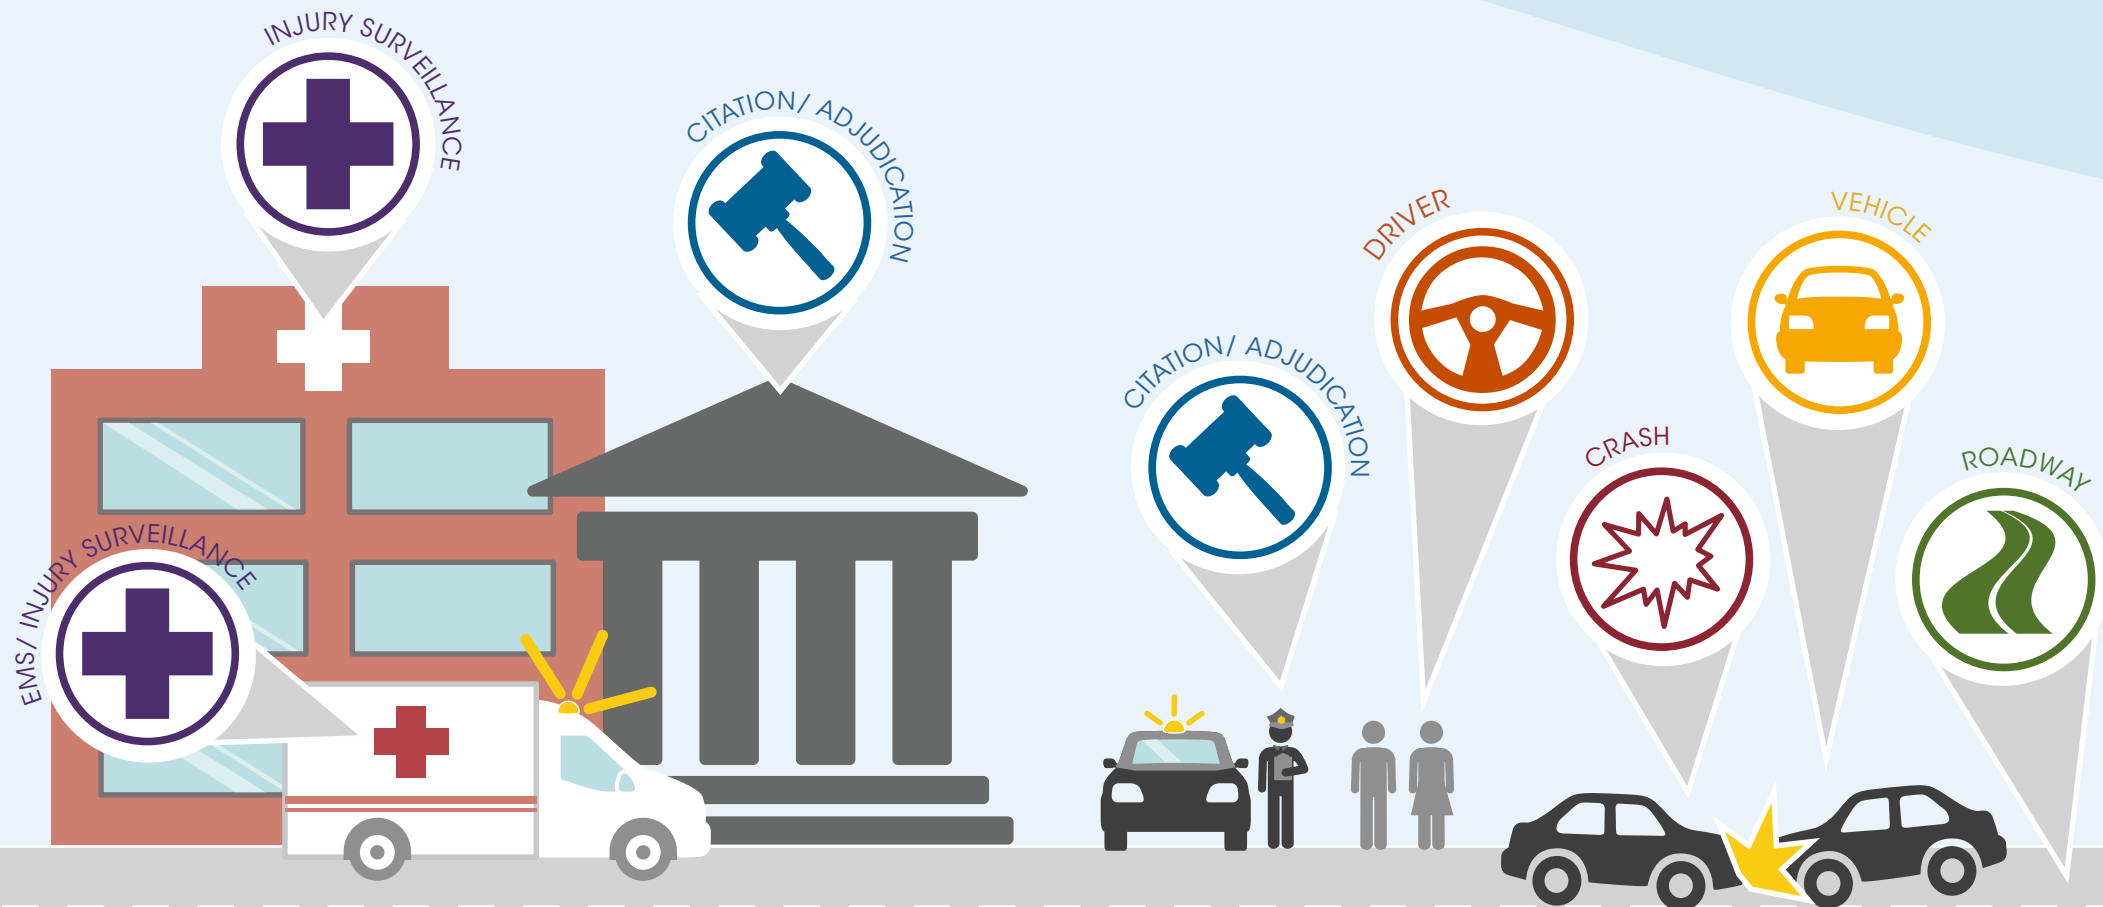 INJURY SURVEILLANCE
CITATION/ ADJUDICATION
DRIVER
VEHICLE
CITATION/ ADJUDICATION
CRASH
ROADWAY
EMS/ INJURY SURVEILLANCE